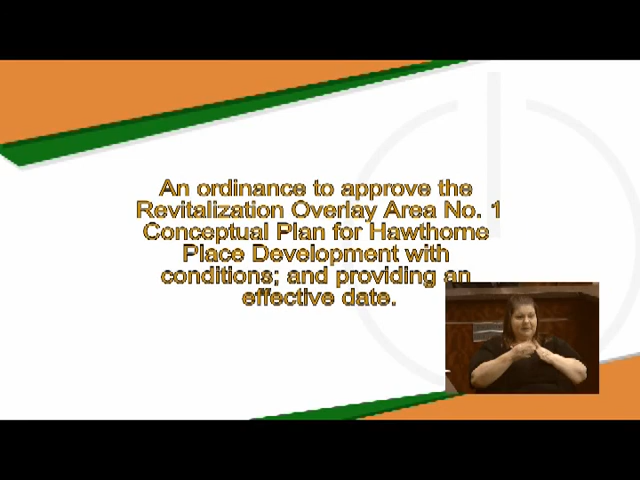 An ordinance to approve the
Revitalization Overlay Area No. 1
Conceptual Plan for Hawthorne
Place Development with
conditions; and providing an
effective date.